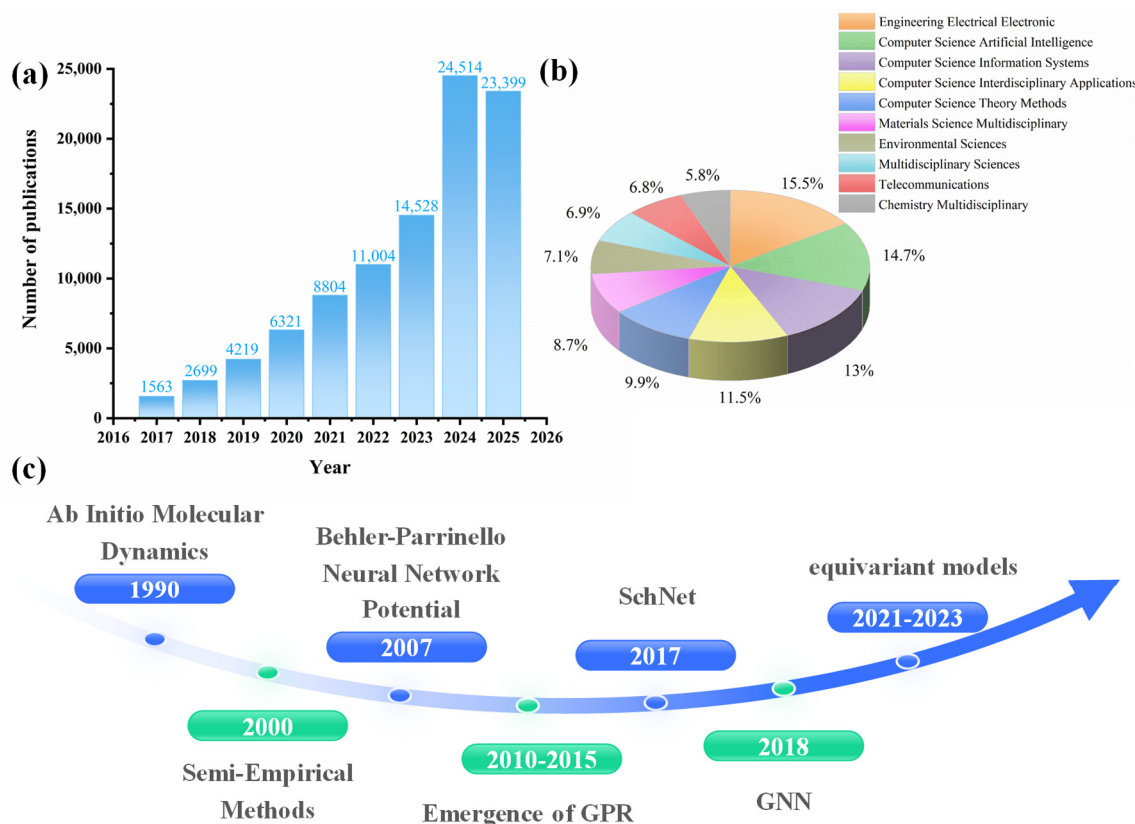 (a)
Number of publications
25,000
20,000
15,000
10,000
5,000
0
1563
2699
4219
6321
8804
11,004
14,528
24,514
23,399
2016 2017 2018 2019 2020 2021 2022 2023 2024 2025 2026
Year
(b)
Engineering Electrical Electronic
Computer Science Artificial Intelligence
Computer Science Information Systems
Computer Science Interdisciplinary Applications
Computer Science Theory Methods
Materials Science Multidisciplinary
Environmental Sciences
Multidisciplinary Sciences
Telecommunications
Chemistry Multidisciplinary
15.5%
14.7%
13%
11.5%
9.9%
8.7%
7.1%
6.9%
6.8%
5.8%
(c)
Ab Initio Molecular
Dynamics
1990
2000
Semi-Empirical
Methods
Behler-Parrinello
Neural Network
Potential
2007
2010-2015
Emergence of GPR
SchNet
2017
2018
GNN
equivariant models
2021-2023